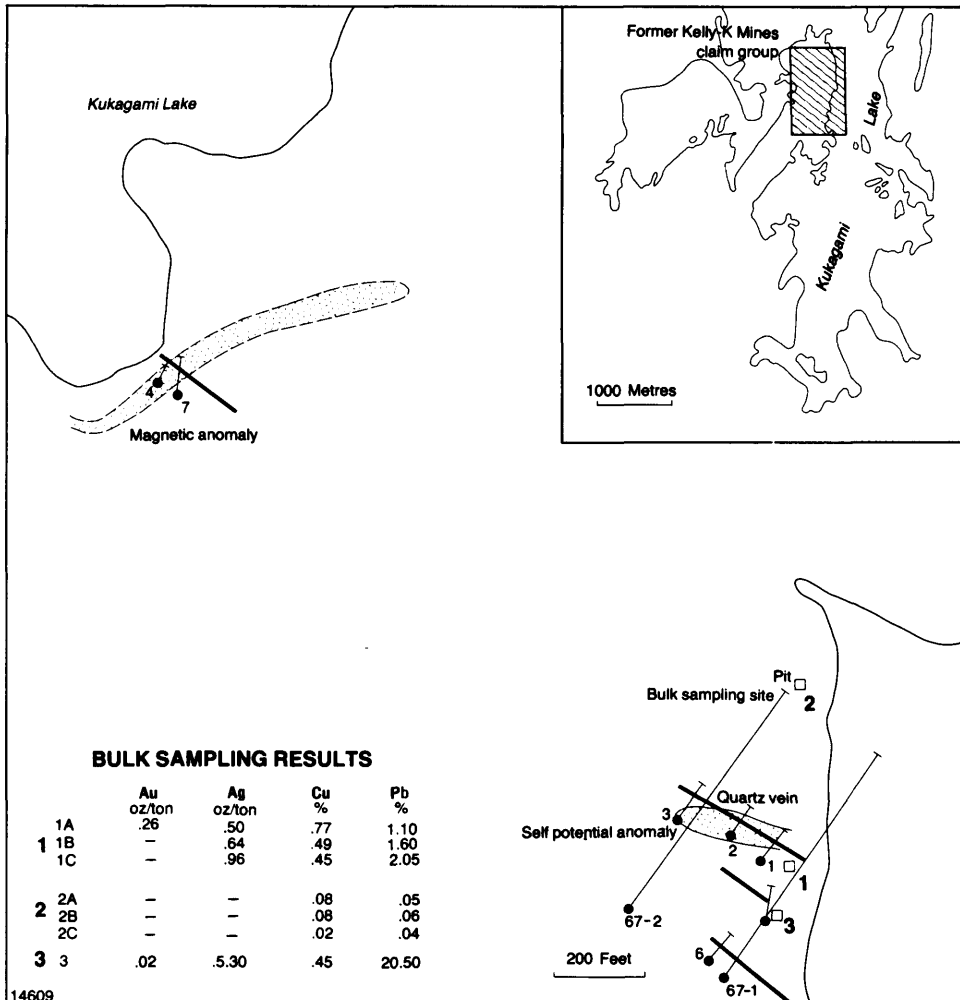 Kukagami Lake
Former Kelly-K Mines
claim group
Lake
Kukagami
1000 Metres
4
7
Magnetic anomaly
Pit
Bulk sampling site
2
Quartz vein
3
Self potential anomaly
2
1
1
67-2
3
6
67-1
200 Feet
BULK SAMPLING RESULTS
Au Ag Cu Pb
oz/ton oz/ton % %
1A .26 .50 .77 1.10
1 1B – .64 .49 1.60
1C – .96 .45 2.05
2A – – .08 .05
2 2B – – .08 .06
2C – – .02 .04
3 3 .02 .5.30 .45 20.50
14609